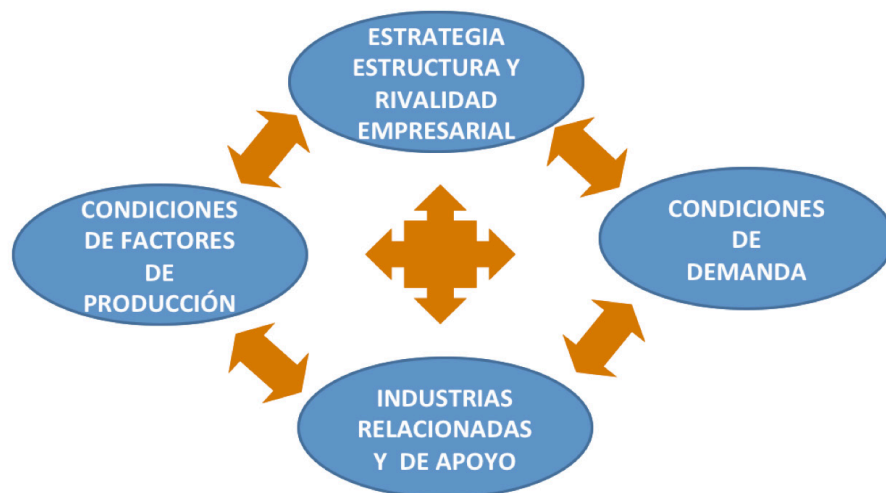 ESTRATEGIA
ESTRUCTURA Y
RIVALIDAD
EMPRESARIAL
CONDICIONES
DE FACTORES
DE
PRODUCCIÓN
CONDICIONES
DE
DEMANDA
INDUSTRIAS
RELACIONADAS
Y DE APOYO